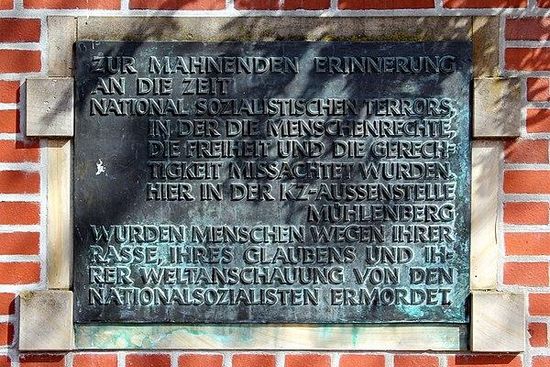 ZUR MAHNENDEN ERINNERUNG
AN DIE ZEIT
NATIONAL SOZIALISTISCHEN TERRORS,
IN DER DIE MENSCHENRECHTE,
DIE FREIHEIT UND DIE GERECH-
TIGKEIT MISSACHTET WURDEN.
HIER IN DER KZ-AUSSENSTELLE
MÜHLENBERG
WURDEN MENSCHEN WEGEN IHRER
RASSE, IHRES GLAUBENS UND IH-
RER WELTANSCHAUUNG VON DEN
NATIONALSOZIALISTEN ERMORDET.